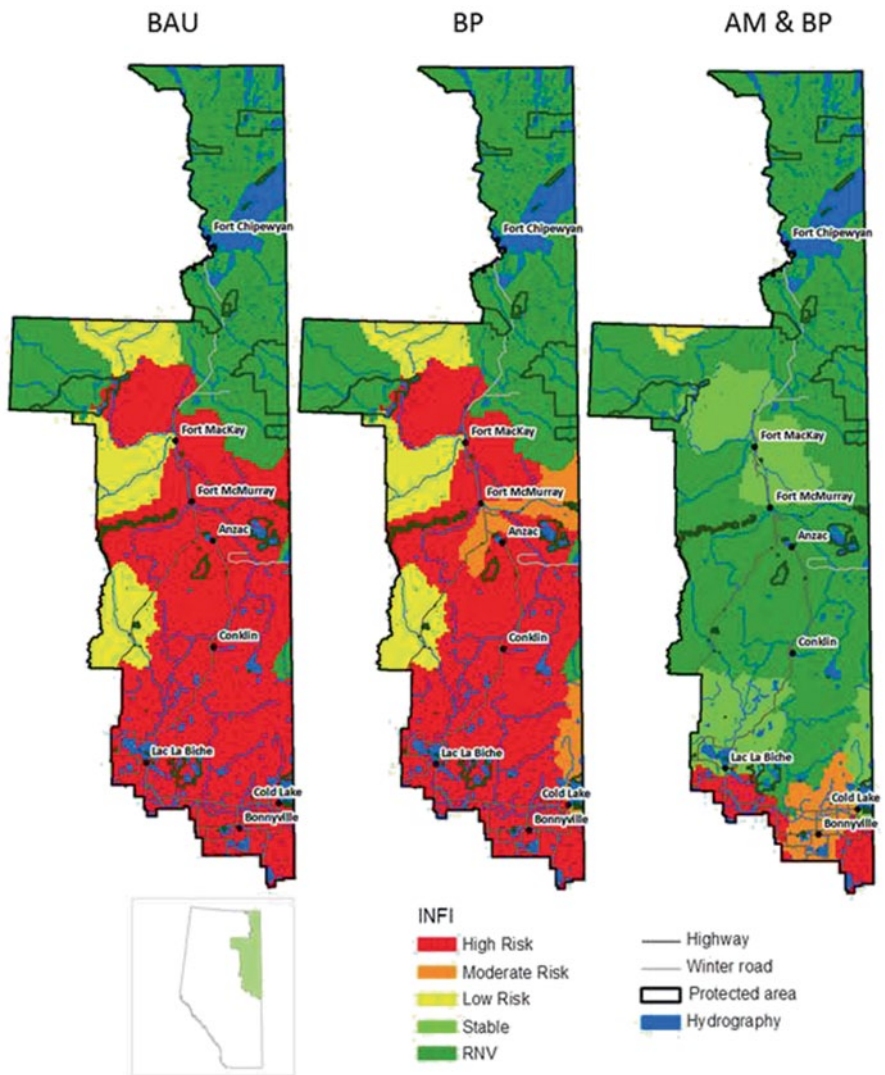 BAU
BP
AM & BP
Fort Chipewyan
Fort MacKay
Fort McMurray
Anzac
Conklin
Lac La Biche
Cold Lake
Bonnyville
Fort Chipewyan
Fort MacKay
Fort McMurray
Anzac
Conklin
Lac La Biche
Cold Lake
Bonnyville
Fort Chipewyan
Fort MacKay
Fort McMurray
Anzac
Conklin
Lac La Biche
Cold Lake
Bonnyville
INFI
High Risk
Moderate Risk
Low Risk
Stable
RNV
Highway
Winter road
Protected area
Hydrography